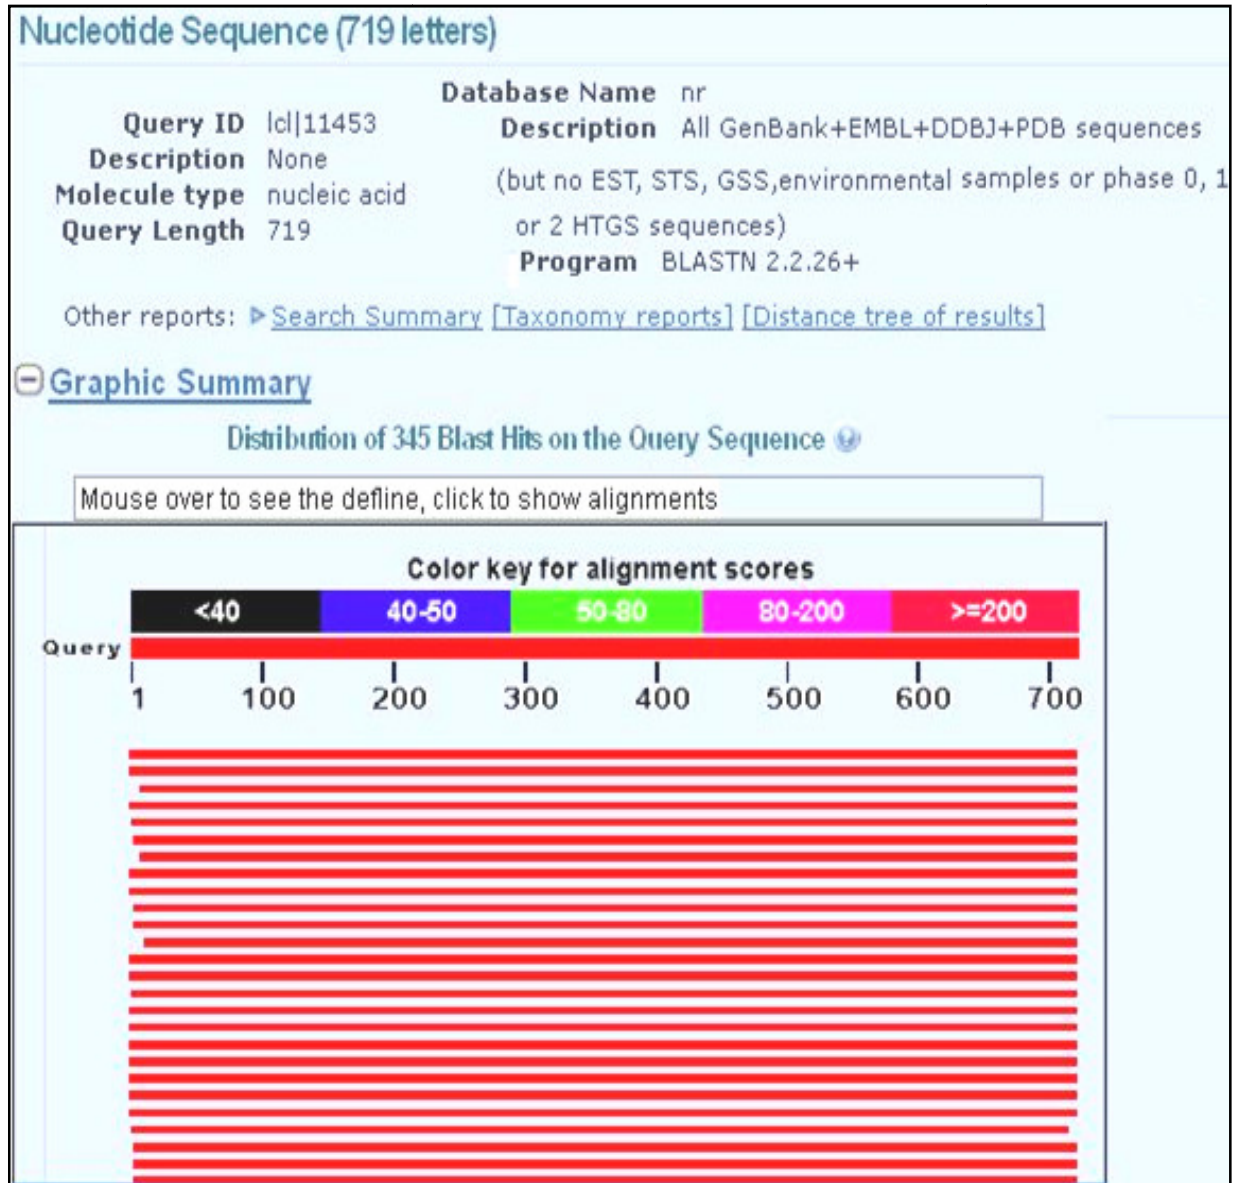 Nucleotide Sequence (719 letters)
Query ID lcl|11453
Description None
Molecule type nucleic acid
Query Length 719
Database Name nr
Description All GenBank+EMBL+DDBJ+PDB sequences
(but no EST, STS, GSS,environmental samples or phase 0, 1
or 2 HTGS sequences)
Program BLASTN 2.2.26+
Other reports: Search Summary [Taxonomy reports] [Distance tree of results]
Graphic Summary
Distribution of 345 Blast Hits on the Query Sequence
Mouse over to see the defline, click to show alignments
Color key for alignment scores
<40 40-50 50-80 80-200 >=200
Query
1 100 200 300 400 500 600 700